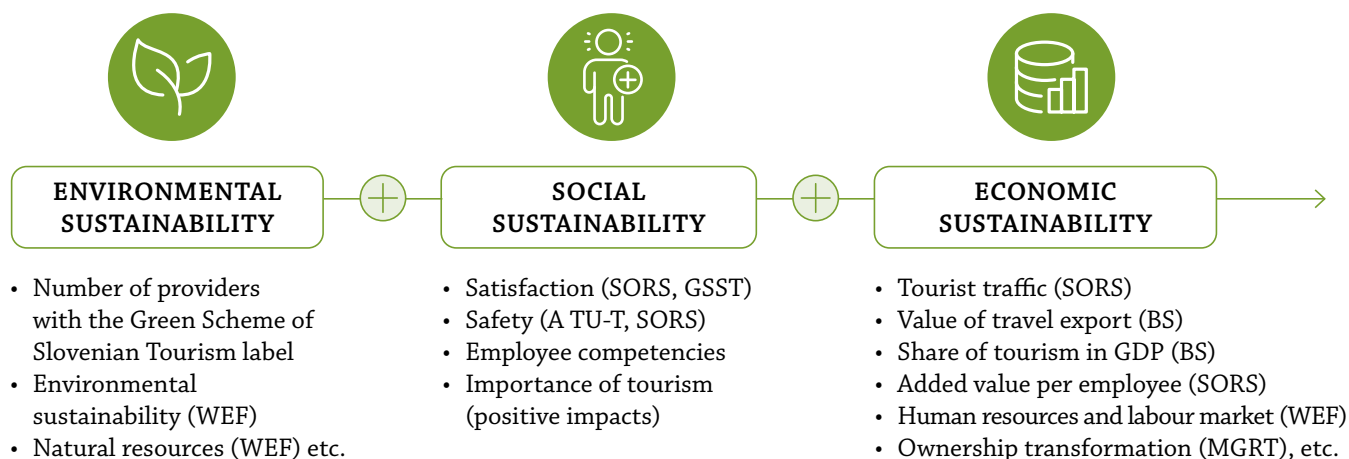 ENVIRONMENTAL
SUSTAINABILITY
• Number of providers
with the Green Scheme of
Slovenian Tourism label
• Environmental
sustainability (WEF)
• Natural resources (WEF) etc.
SOCIAL
SUSTAINABILITY
• Satisfaction (SORS, GSST)
• Safety (A TU-T, SORS)
• Employee competencies
• Importance of tourism
(positive impacts)
ECONOMIC
SUSTAINABILITY
• Tourist traffic (SORS)
• Value of travel export (BS)
• Share of tourism in GDP (BS)
• Added value per employee (SORS)
• Human resources and labour market (WEF)
• Ownership transformation (MGRT), etc.